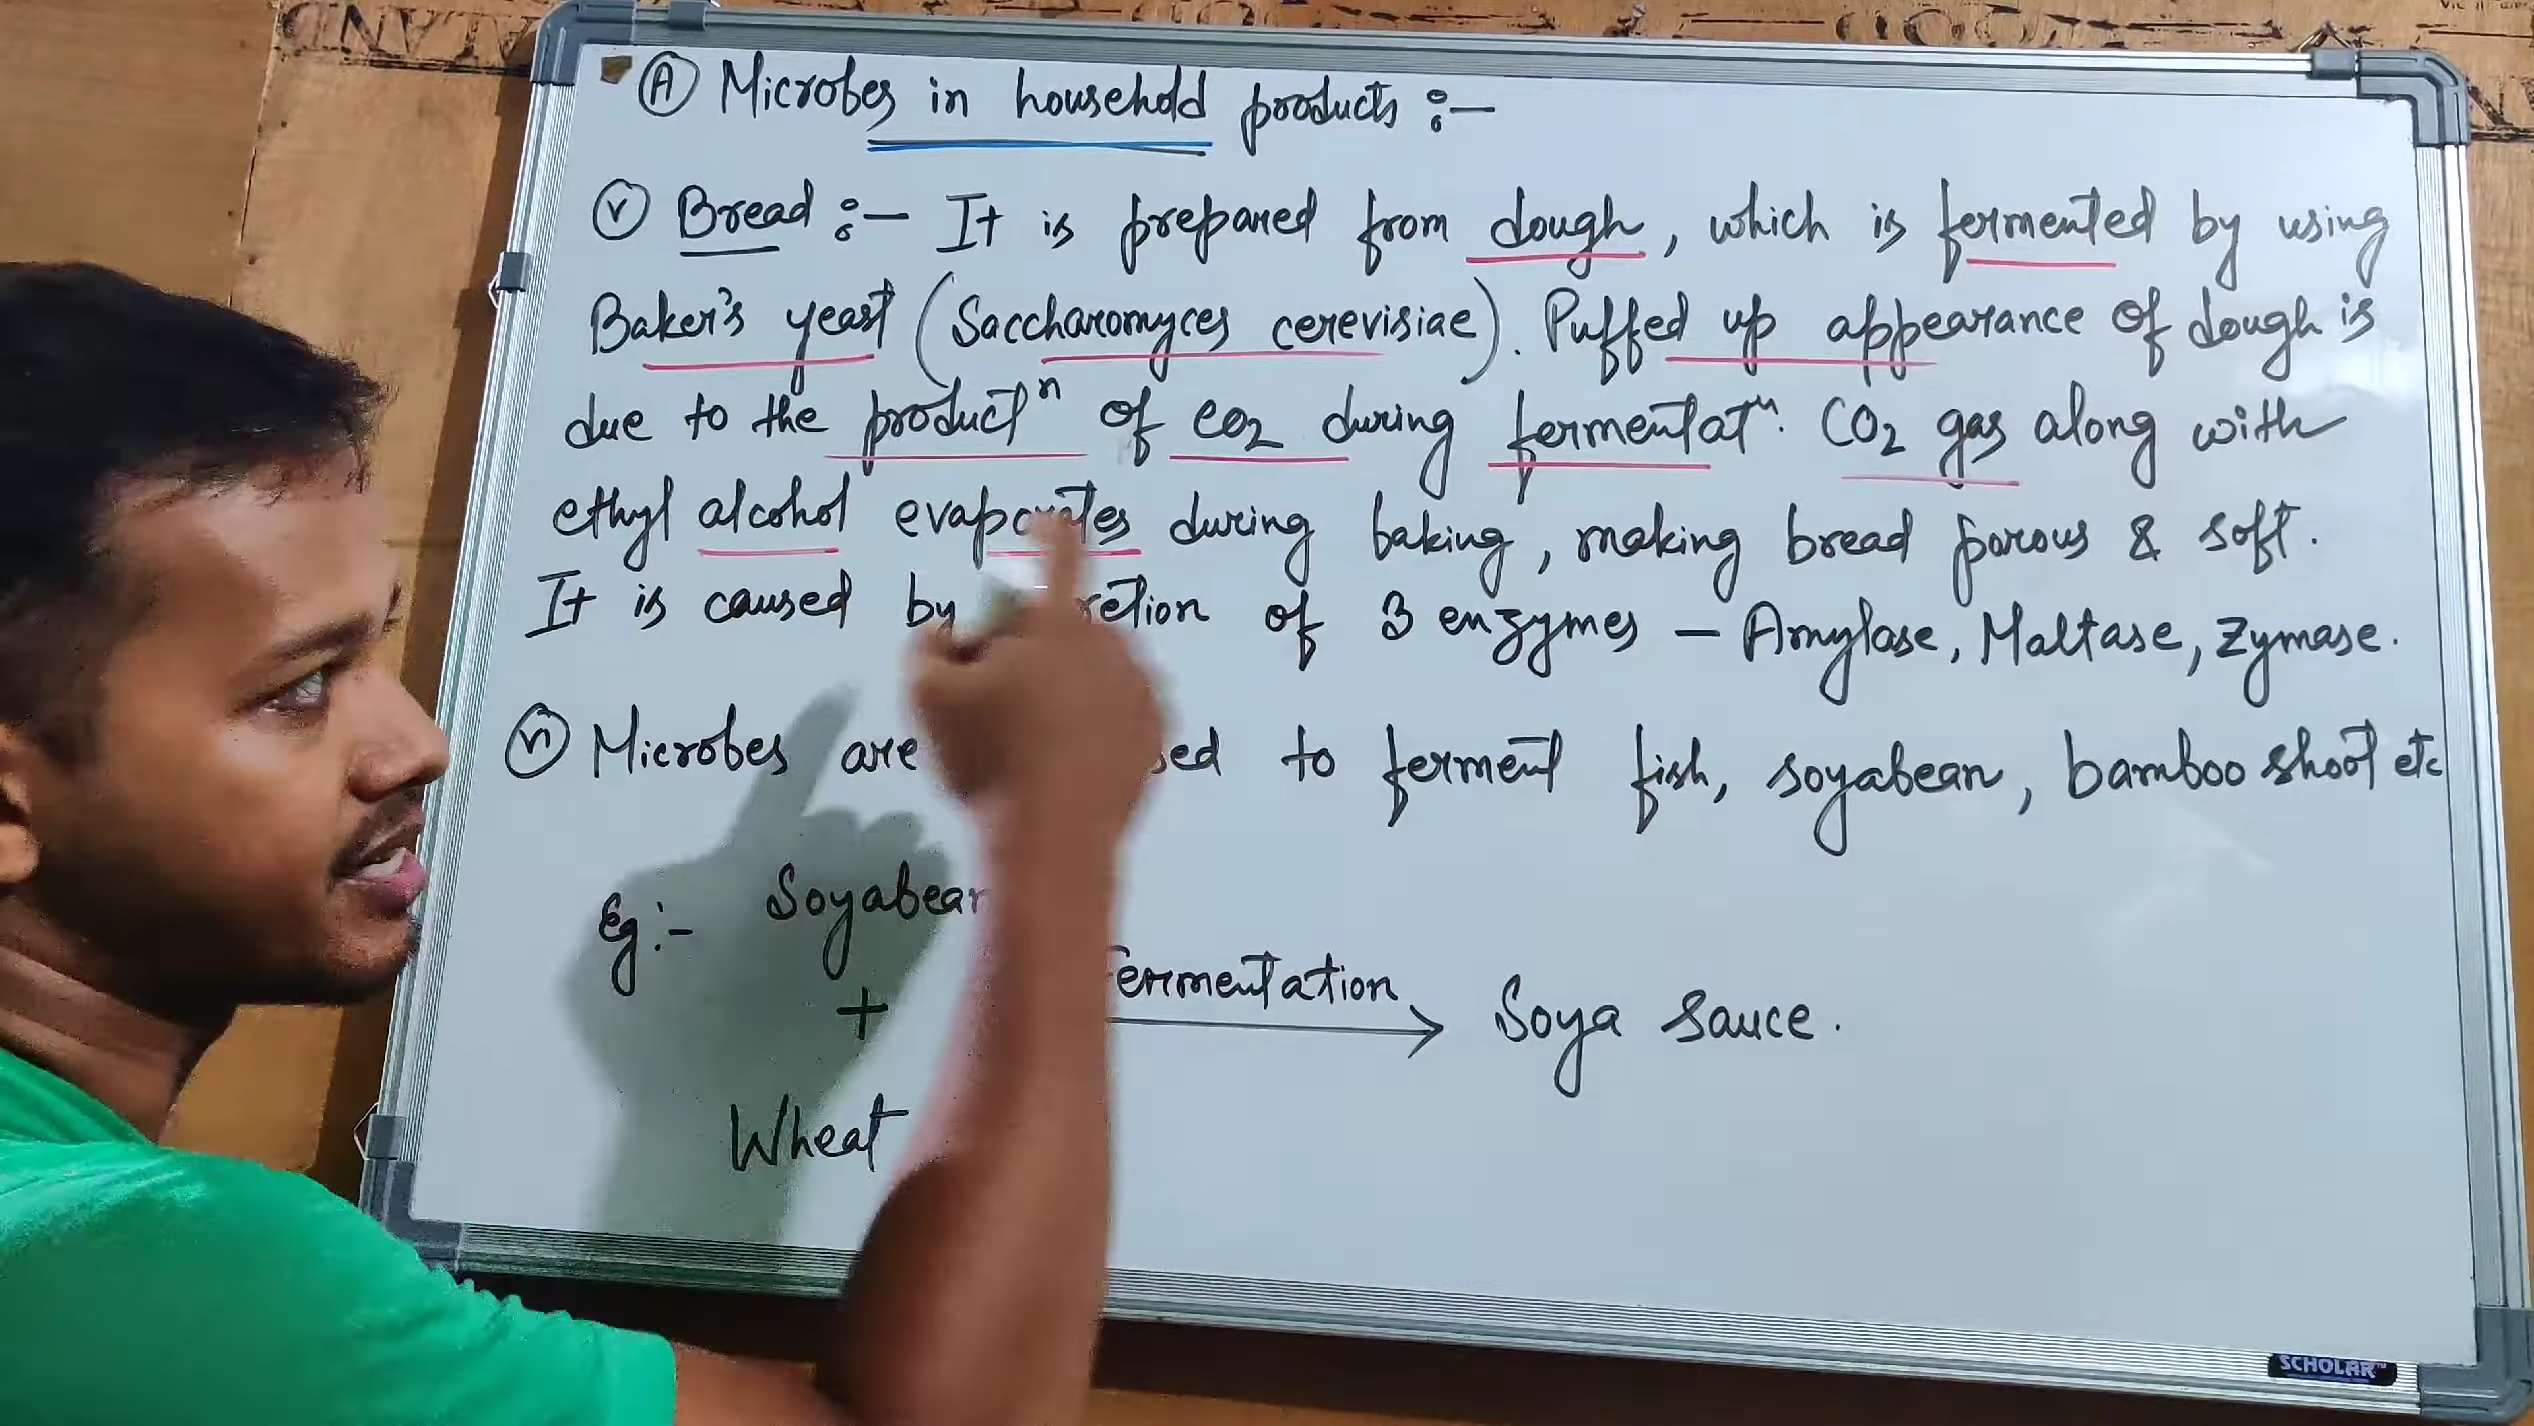 Ⓐ Microbes in household products :—
ⓥ Bread :— It is prepared from dough, which is fermented by using
Baker's yeast (Saccharomyces cerevisiae). Puffed up appearance of dough is
due to the productⁿ of CO2 during fermentatⁿ. CO2 gas along with
ethyl alcohol evaporates during baking, making bread porous & soft.
It is caused by retion of 3 enzymes – Amylase, Maltase, Zymase.
Microbes are sed to ferment fish, soyabean, bamboo shoot etc
Eg :- Soyabean
+
Fermentation
Soya sauce.
Wheat
SCHOLAR